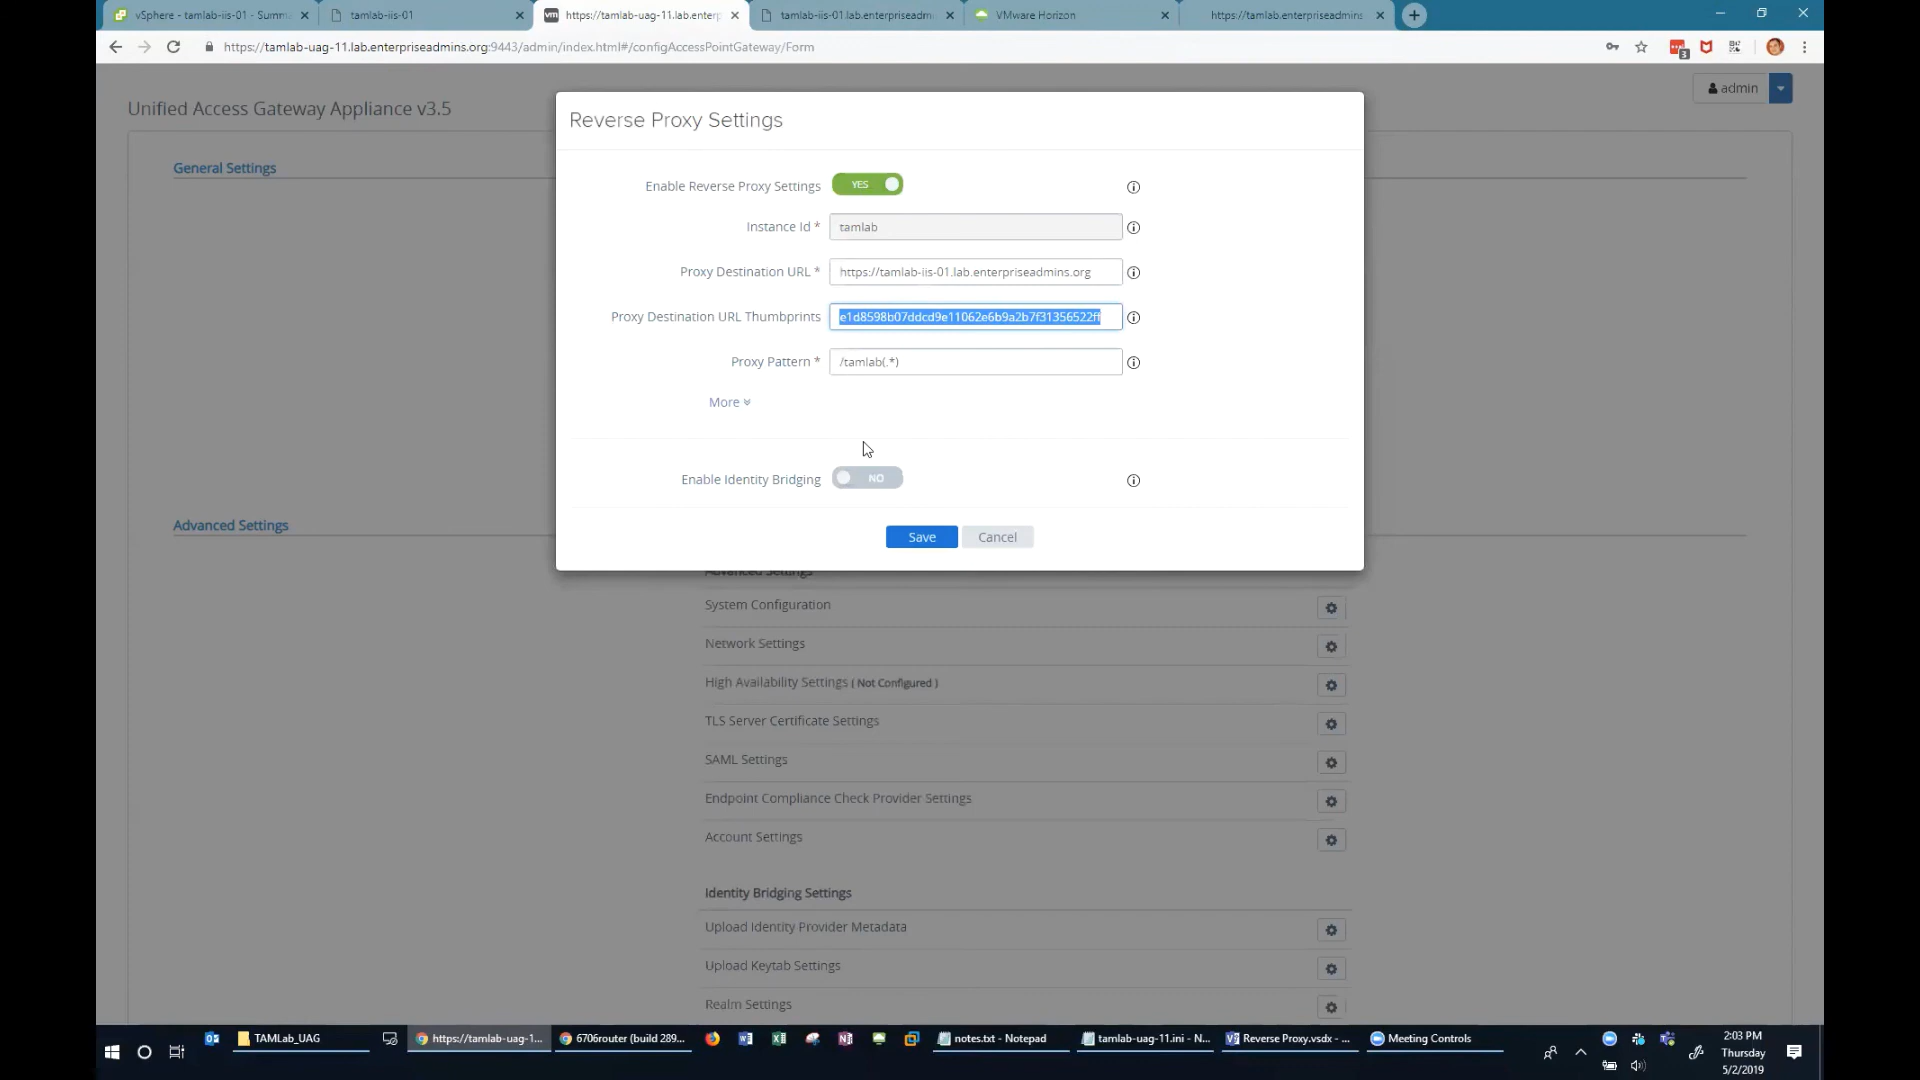 vSphere - tamlab-iis-01 - Summ
tamlab-iis-01
https://tamlab-uag-11.lab.enterp
tamlab-iis-01.lab.enterpriseadm
VMware Horizon
https://tamlab.enterpriseadmins
https://tamlab-uag-11.lab.enterpriseadmins.org:9443/admin/index.html#/configAccessPointGateway/Form
3
Unified Access Gateway Appliance v3.5
admin
General Settings
Reverse Proxy Settings
Enable Reverse Proxy Settings YES
Instance Id * tamlab
Proxy Destination URL * https://tamlab-iis-01.lab.enterpriseadmins.org
Proxy Destination URL Thumbprints e1d8598b07ddcd9e11062e6b9a2b7f31356522ff
Proxy Pattern * /tamlab(.*)
More
Enable Identity Bridging NO
Save Cancel
Advanced Settings
Advanced Settings
System Configuration
Network Settings
High Availability Settings ( Not Configured )
TLS Server Certificate Settings
SAML Settings
Endpoint Compliance Check Provider Settings
Account Settings
Identity Bridging Settings
Upload Identity Provider Metadata
Upload Keytab Settings
Realm Settings
TAMLab_UAG
https://tamlab-uag-1...
6706router (build 289...
notes.txt - Notepad
tamlab-uag-11.ini - N...
Reverse Proxy.vsdx - ...
Meeting Controls
2:03 PM
Thursday
5/2/2019